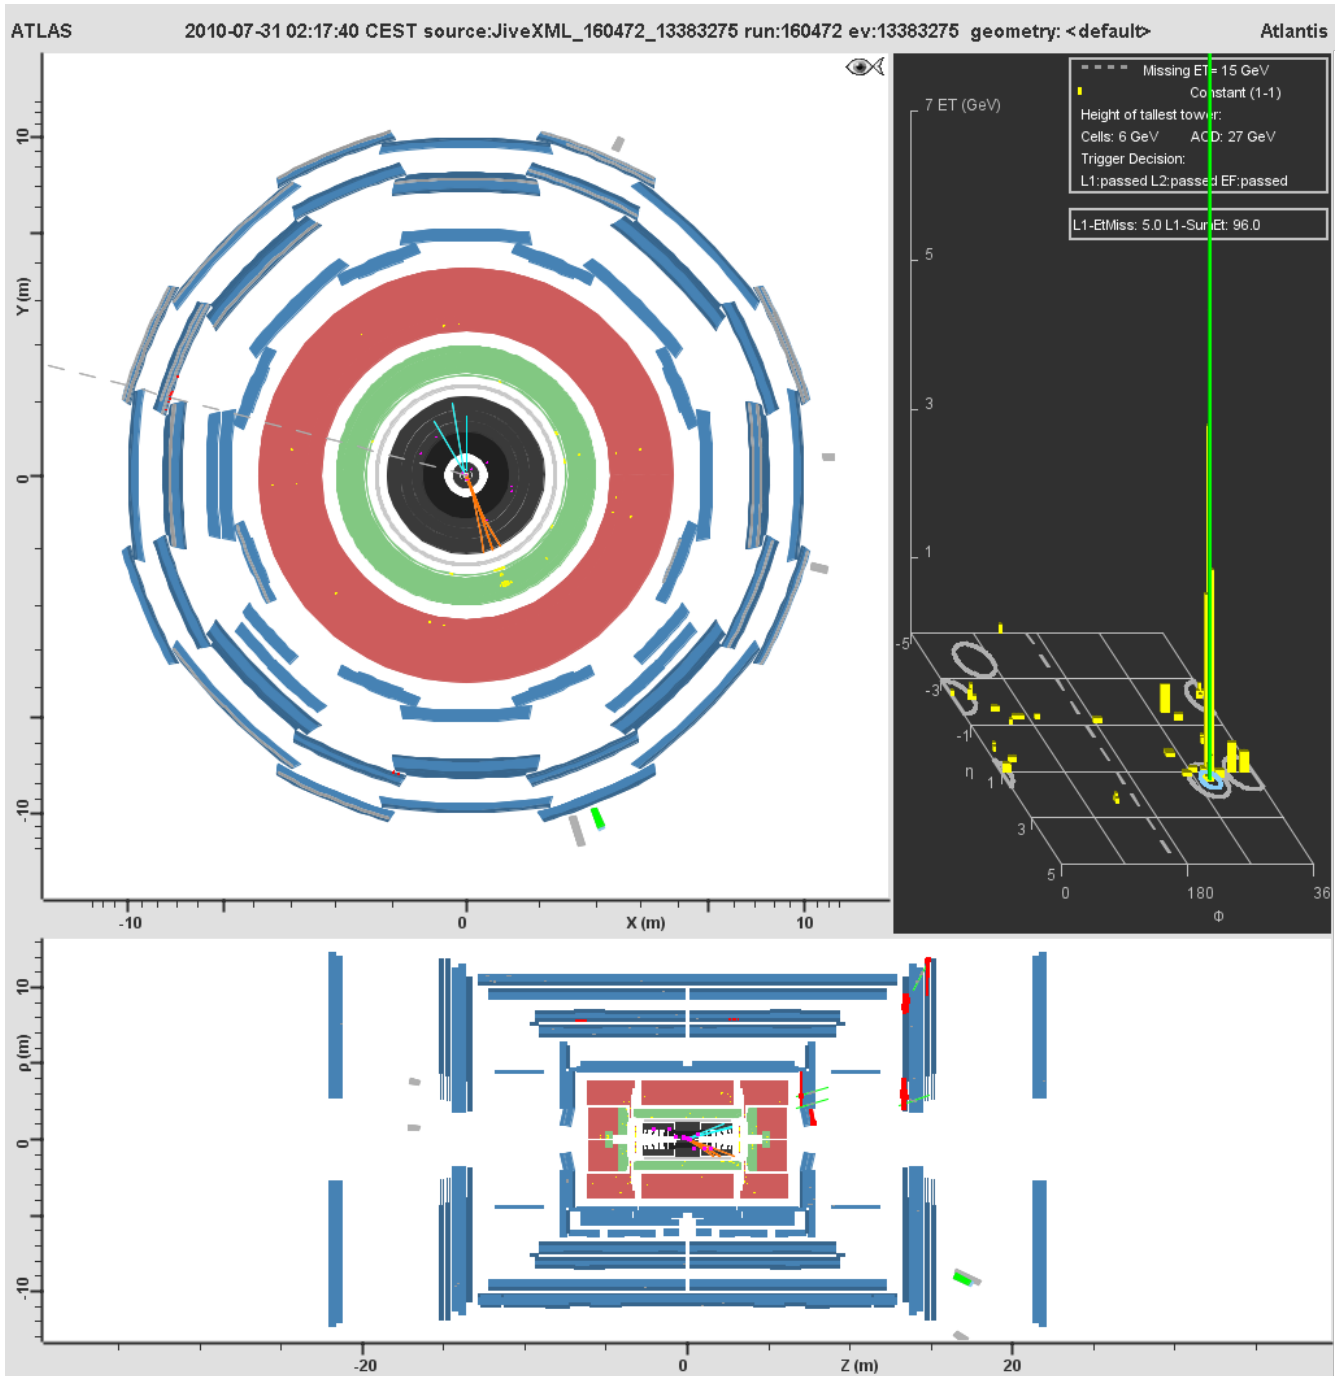 ATLAS 2010-07-31 02:17:40 CEST source:JiveXML_160472_13383275 run:160472 ev:13383275 geometry: <default> Atlantis
Missing ET= 15 GeV
Constant (1-1)
Height of tallest tower:
Cells: 6 GeV AOD: 27 GeV
Trigger Decision:
L1:passed L2:passed EF:passed
L1-EtMiss: 5.0 L1-SumEt: 96.0
7 ET (GeV)
5
3
1
-5
-3
-1
η
1
3
5
0 180 36
Φ
10
Y (m)
0
-10
-10 0 X (m) 10
10
ρ (m)
0
-10
-20 0 Z (m) 20